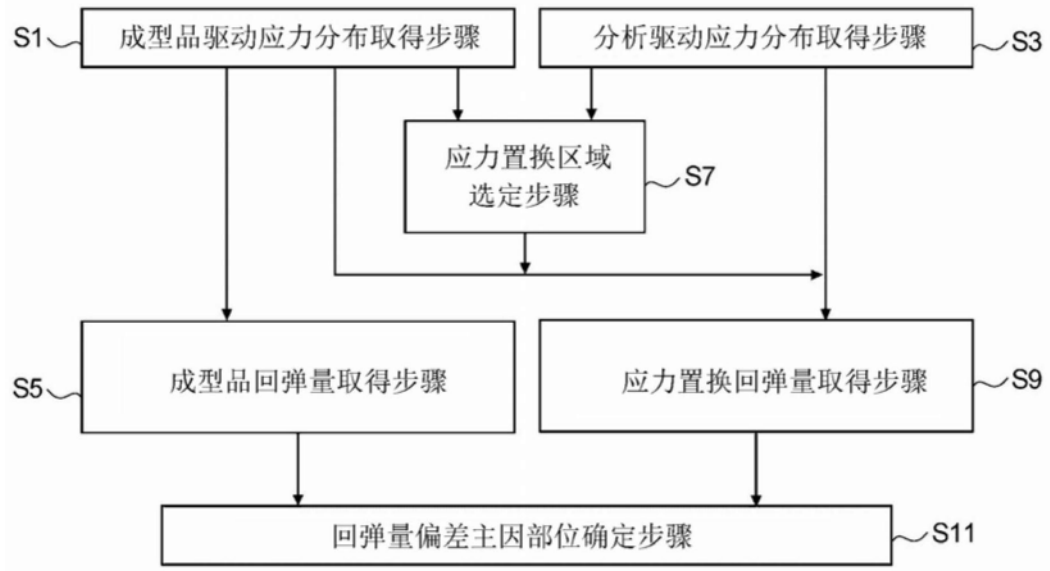 S1
成型品驱动应力分布取得步骤
分析驱动应力分布取得步骤
S3
应力置换区域
选定步骤
S7
S5
成型品回弹量取得步骤
应力置换回弹量取得步骤
S9
回弹量偏差主因部位确定步骤
S11